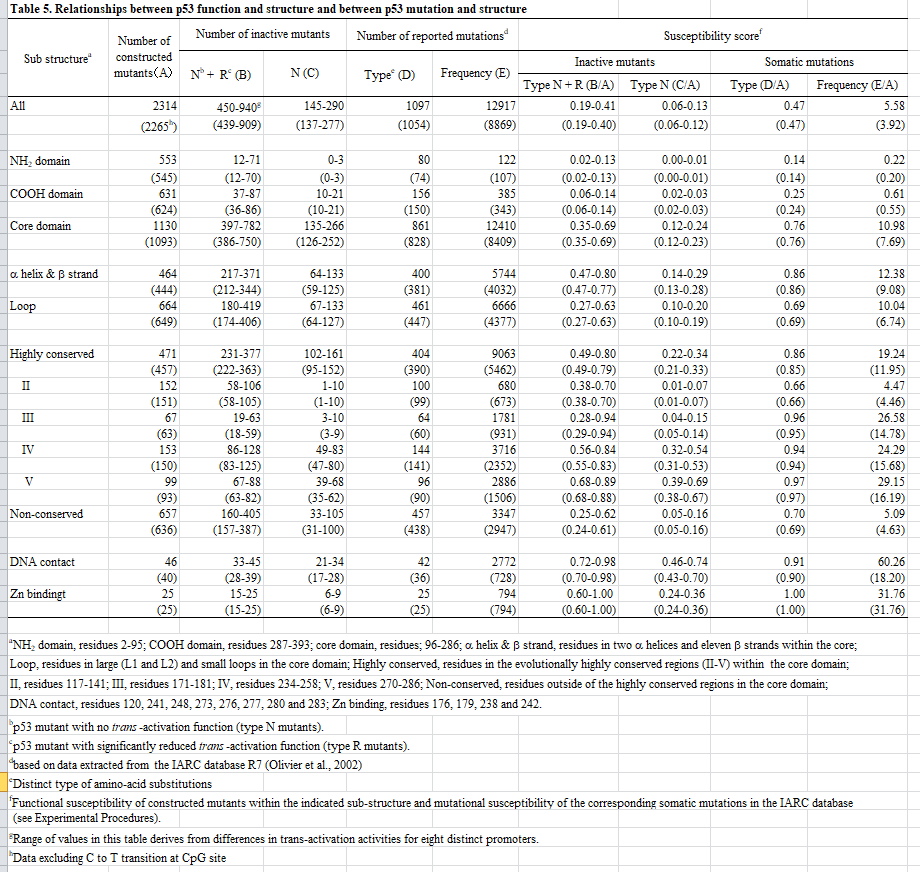 Table 5. Relationships between p53 function and structure and between p53 mutation and structure
Sub structureᵃ Number of constructed mutants(A) Number of inactive mutants Number of reported mutationsᵈ Susceptibility scoreᶠ
Inactive mutants Somatic mutations
Nᵇ + Rᶜ (B) N (C) Typeᵉ (D) Frequency (E) Type N + R (B/A) Type N (C/A) Type (D/A) Frequency (E/A)
All 2314 450-940ᵍ 145-290 1097 12917 0.19-0.41 0.06-0.13 0.47 5.58
(2265ʰ) (439-909) (137-277) (1054) (8869) (0.19-0.40) (0.06-0.12) (0.47) (3.92)
NH₂ domain 553 12-71 0-3 80 122 0.02-0.13 0.00-0.01 0.14 0.22
(545) (12-70) (0-3) (74) (107) (0.02-0.13) (0.00-0.01) (0.14) (0.20)
COOH domain 631 37-87 10-21 156 385 0.06-0.14 0.02-0.03 0.25 0.61
(624) (36-86) (10-21) (150) (343) (0.06-0.14) (0.02-0.03) (0.24) (0.55)
Core domain 1130 397-782 135-266 861 12410 0.35-0.69 0.12-0.24 0.76 10.98
(1093) (386-750) (126-252) (828) (8409) (0.35-0.69) (0.12-0.23) (0.76) (7.69)
α helix & β strand 464 217-371 64-133 400 5744 0.47-0.80 0.14-0.29 0.86 12.38
(444) (212-344) (59-125) (381) (4032) (0.47-0.77) (0.13-0.28) (0.86) (9.08)
Loop 664 180-419 67-133 461 6666 0.27-0.63 0.10-0.20 0.69 10.04
(649) (174-406) (64-127) (447) (4377) (0.27-0.63) (0.10-0.19) (0.69) (6.74)
Highly conserved 471 231-377 102-161 404 9063 0.49-0.80 0.22-0.34 0.86 19.24
(457) (222-363) (95-152) (390) (5462) (0.49-0.79) (0.21-0.33) (0.85) (11.95)
II 152 58-106 1-10 100 680 0.38-0.70 0.01-0.07 0.66 4.47
(151) (58-105) (1-10) (99) (673) (0.38-0.70) (0.01-0.07) (0.66) (4.46)
III 67 19-63 3-10 64 1781 0.28-0.94 0.04-0.15 0.96 26.58
(63) (18-59) (3-9) (60) (931) (0.29-0.94) (0.05-0.14) (0.95) (14.78)
IV 153 86-128 49-83 144 3716 0.56-0.84 0.32-0.54 0.94 24.29
(150) (83-125) (47-80) (141) (2352) (0.55-0.83) (0.31-0.53) (0.94) (15.68)
V 99 67-88 39-68 96 2886 0.68-0.89 0.39-0.69 0.97 29.15
(93) (63-82) (35-62) (90) (1506) (0.68-0.88) (0.38-0.67) (0.97) (16.19)
Non-conserved 657 160-405 33-105 457 3347 0.25-0.62 0.05-0.16 0.70 5.09
(636) (157-387) (31-100) (438) (2947) (0.24-0.61) (0.05-0.16) (0.69) (4.63)
DNA contact 46 33-45 21-34 42 2772 0.72-0.98 0.46-0.74 0.91 60.26
(40) (28-39) (17-28) (36) (728) (0.70-0.98) (0.43-0.70) (0.90) (18.20)
Zn bindingt 25 15-25 6-9 25 794 0.60-1.00 0.24-0.36 1.00 31.76
(25) (15-25) (6-9) (25) (794) (0.60-1.00) (0.24-0.36) (1.00) (31.76)
ᵃNH₂ domain, residues 2-95; COOH domain, residues 287-393; core domain, residues; 96-286; α helix & β strand, residues in two α helices and eleven β strands within the core;
Loop, residues in large (L1 and L2) and small loops in the core domain; Highly conserved, residues in the evolutionally highly conserved regions (II-V) within the core domain;
II, residues 117-141; III, residues 171-181; IV, residues 234-258; V, residues 270-286; Non-conserved, residues outside of the highly conserved regions in the core domain;
DNA contact, residues 120, 241, 248, 273, 276, 277, 280 and 283; Zn binding, residues 176, 179, 238 and 242.
ᵇp53 mutant with no trans -activation function (type N mutants).
ᶜp53 mutant with significantly reduced trans -activation function (type R mutants).
ᵈbased on data extracted from the IARC database R7 (Olivier et al., 2002)
ᵉDistinct type of amino-acid substitutions
ᶠFunctional susceptibility of constructed mutants within the indicated sub-structure and mutational susceptibility of the corresponding somatic mutations in the IARC database
(see Experimental Procedures).
ᵍRange of values in this table derives from differences in trans-activation activities for eight distinct promoters.
ʰData excluding C to T transition at CpG site